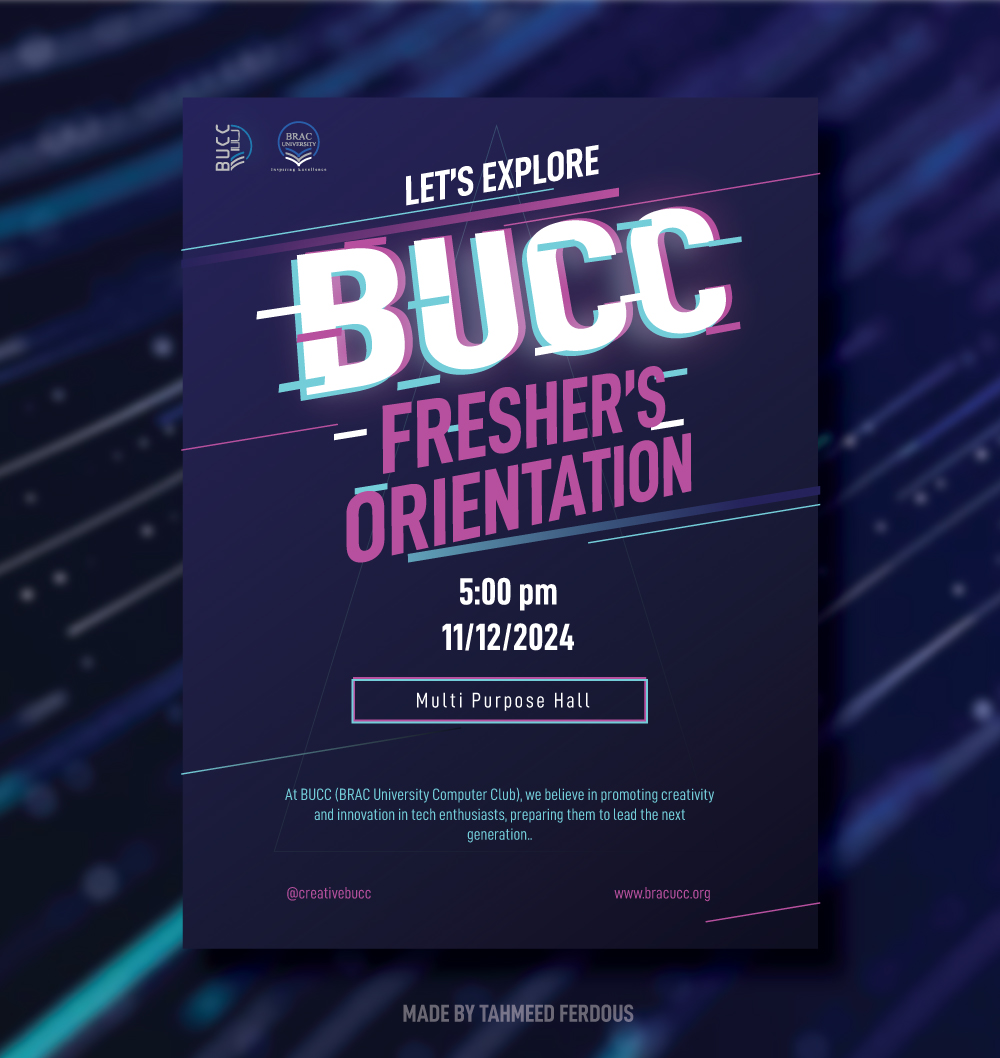 BUCC
BRAC
UNIVERSITY
Inspiring Excellence
LET'S EXPLORE
BUCC
FRESHER'S
ORIENTATION
5:00 pm
11/12/2024
Multi Purpose Hall
At BUCC (BRAC University Computer Club), we believe in promoting creativity
and innovation in tech enthusiasts, preparing them to lead the next
generation..
@creativebucc
www.bracucc.org
MADE BY TAHMEED FERDOUS